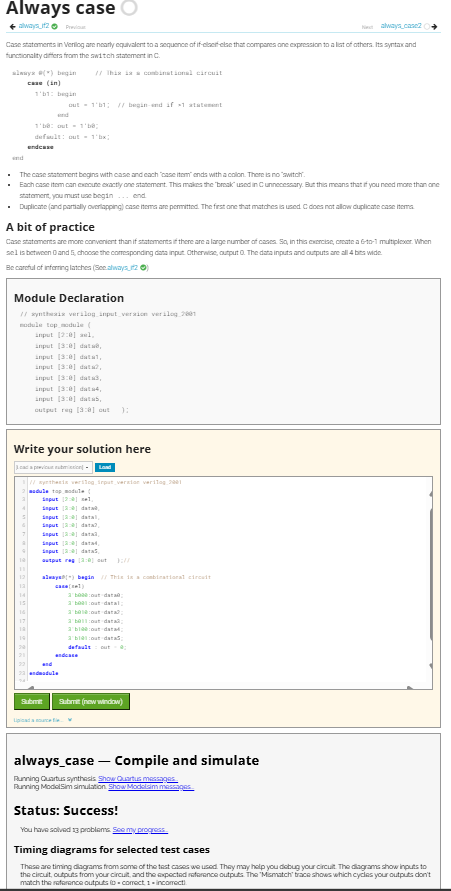 Always case
always_if2 Previous Next always_case2
Case statements in Verilog are nearly equivalent to a sequence of if-elseif-else that compares one expression to a list of others. Its syntax and
functionality differs from the switch statement in C.
always @(*) begin // This is a combinational circuit
case (in)
1'b1: begin
out = 1'b1; // begin-end if >1 statement
end
1'b0: out = 1'b0;
default: out = 1'bx;
endcase
end
• The case statement begins with case and each "case item" ends with a colon. There is no "switch".
• Each case item can execute exactly one statement. This makes the "break" used in C unnecessary. But this means that if you need more than one
statement, you must use begin ... end.
• Duplicate (and partially overlapping) case items are permitted. The first one that matches is used. C does not allow duplicate case items.
A bit of practice
Case statements are more convenient than if statements if there are a large number of cases. So, in this exercise, create a 6-to-1 multiplexer. When
sel is between 0 and 5, choose the corresponding data input. Otherwise, output 0. The data inputs and outputs are all 4 bits wide.
Be careful of inferring latches (See.always_if2)
Module Declaration
// synthesis verilog_input_version verilog_2001
module top_module (
input [2:0] sel,
input [3:0] data0,
input [3:0] data1,
input [3:0] data2,
input [3:0] data3,
input [3:0] data4,
input [3:0] data5,
output reg [3:0] out );
Write your solution here
[Load a previous submission] Load
1 // synthesis verilog_input_version verilog_2001
2 module top_module (
3 input [2:0] sel,
4 input [3:0] data0,
5 input [3:0] data1,
6 input [3:0] data2,
7 input [3:0] data3,
8 input [3:0] data4,
9 input [3:0] data5,
10 output reg [3:0] out );//
11
12 always@(*) begin // This is a combinational circuit
13 case(sel)
14 3'b000:out=data0;
15 3'b001:out=data1;
16 3'b010:out=data2;
17 3'b011:out=data3;
18 3'b100:out=data4;
19 3'b101:out=data5;
20 default : out = 0;
21 endcase
22 end
23 endmodule
24
Submit Submit (new window)
Upload a source file...
always_case — Compile and simulate
Running Quartus synthesis. Show Quartus messages...
Running ModelSim simulation. Show Modelsim messages...
Status: Success!
You have solved 13 problems. See my progress...
Timing diagrams for selected test cases
These are timing diagrams from some of the test cases we used. They may help you debug your circuit. The diagrams show inputs to
the circuit, outputs from your circuit, and the expected reference outputs. The "Mismatch" trace shows which cycles your outputs don't
match the reference outputs (0 = correct, 1 = incorrect).